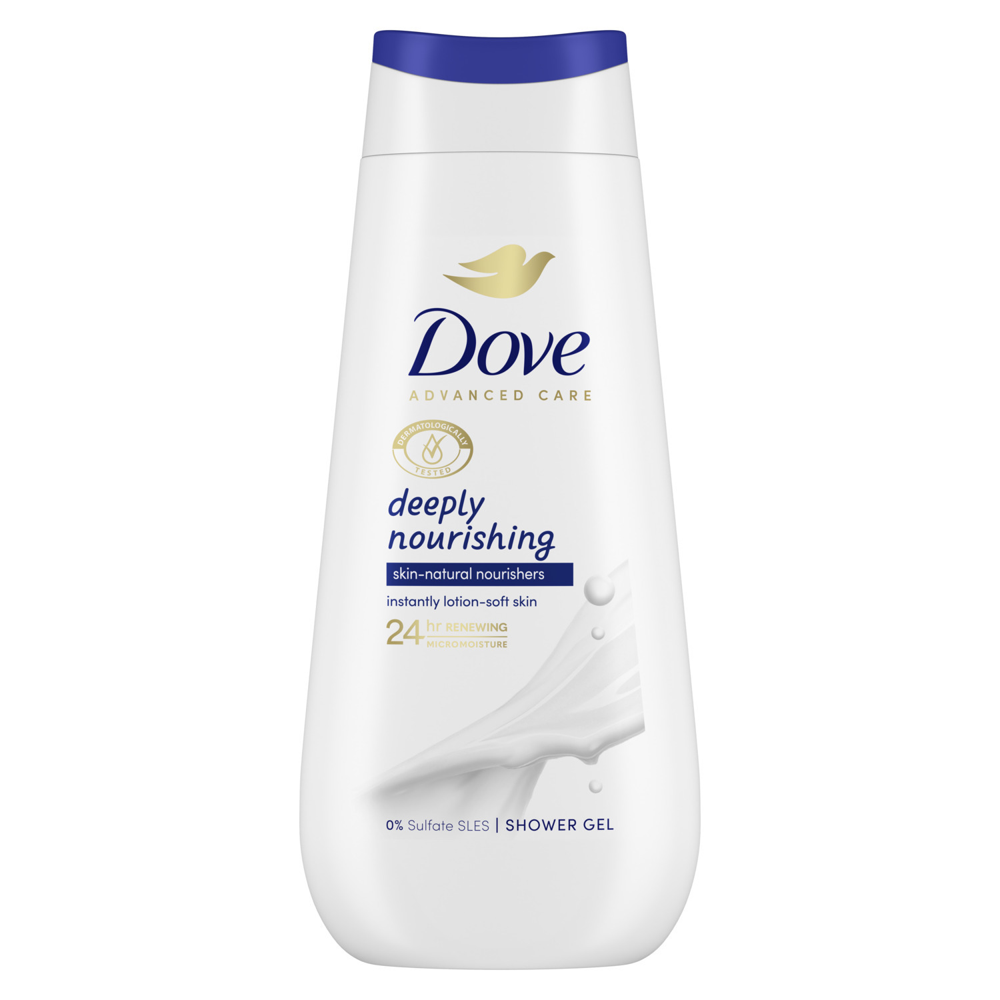 Dove
ADVANCED CARE
DERMATOLOGICALLY
TESTED
deeply
nourishing
skin-natural nourishers
instantly lotion-soft skin
24 hr RENEWING
MICROMOISTURE
0% Sulfate SLES | SHOWER GEL